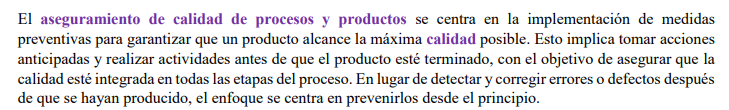 El aseguramiento de calidad de procesos y productos se centra en la implementación de medidas
preventivas para garantizar que un producto alcance la máxima calidad posible. Esto implica tomar acciones
anticipadas y realizar actividades antes de que el producto esté terminado, con el objetivo de asegurar que la
calidad esté integrada en todas las etapas del proceso. En lugar de detectar y corregir errores o defectos después
de que se hayan producido, el enfoque se centra en prevenirlos desde el principio.